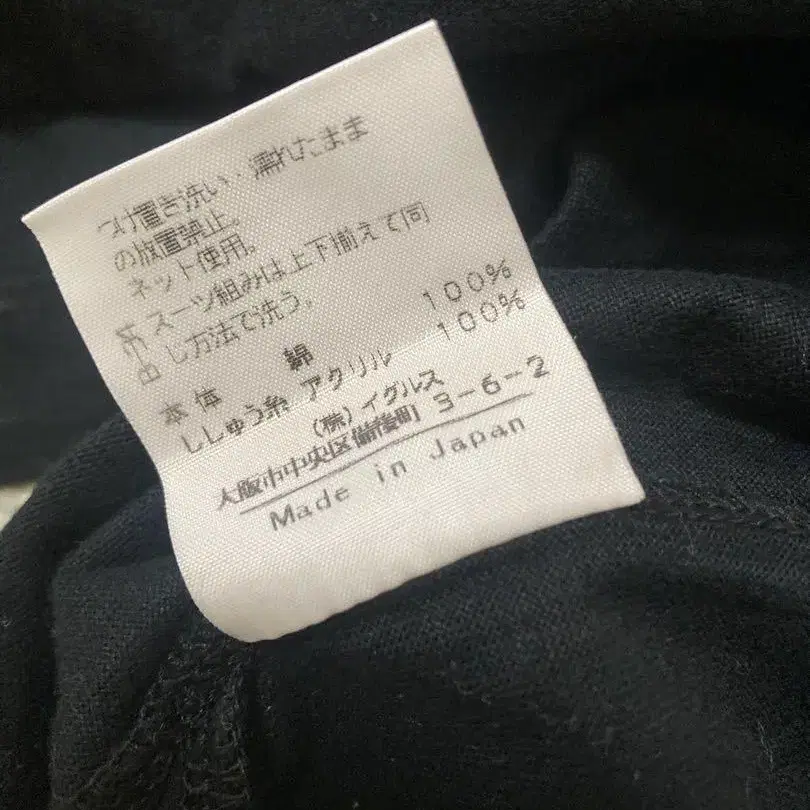 つけ置き洗い・濡れたまま
の放置禁止。
ネット使用。
スーツ組みは上下揃えて同
じ方法で洗う。
本体 綿 100%
ししゅう糸 アクリル 100%
(株)イグルス
大阪市中央区備後町 3-6-2
Made in Japan